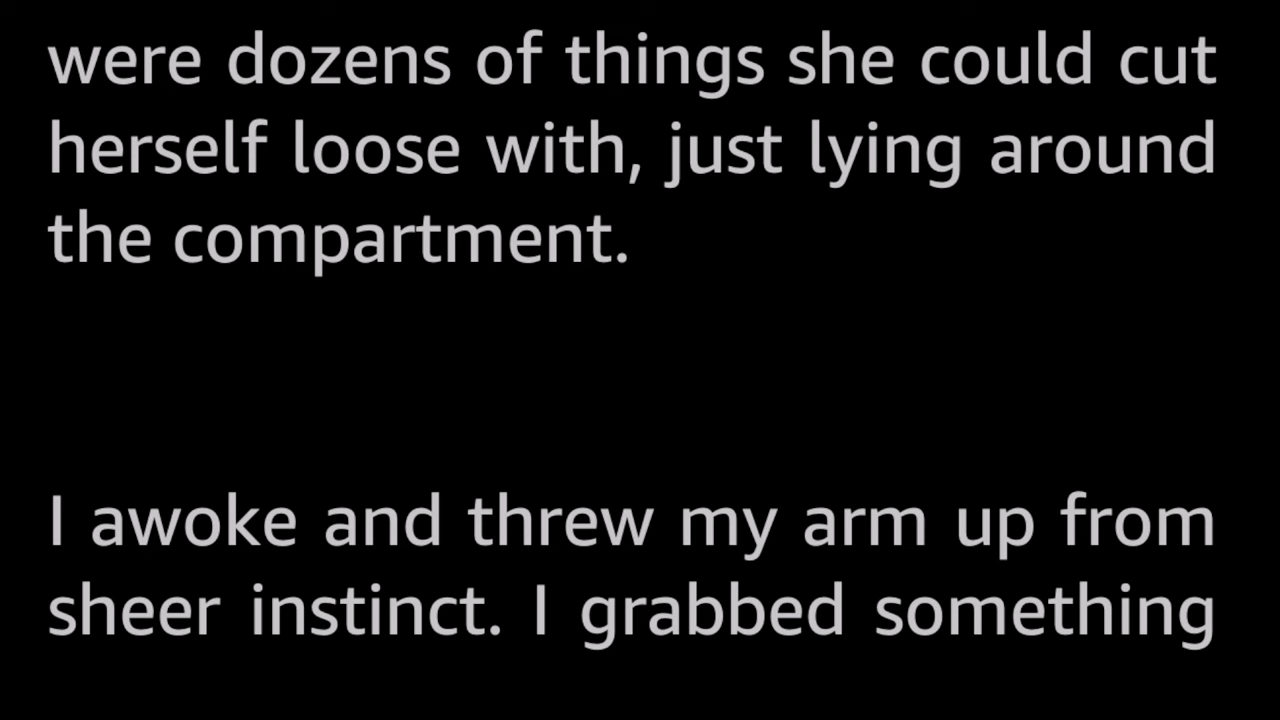 were dozens of things she could cut
herself loose with, just lying around
the compartment.
I awoke and threw my arm up from
sheer instinct. I grabbed something